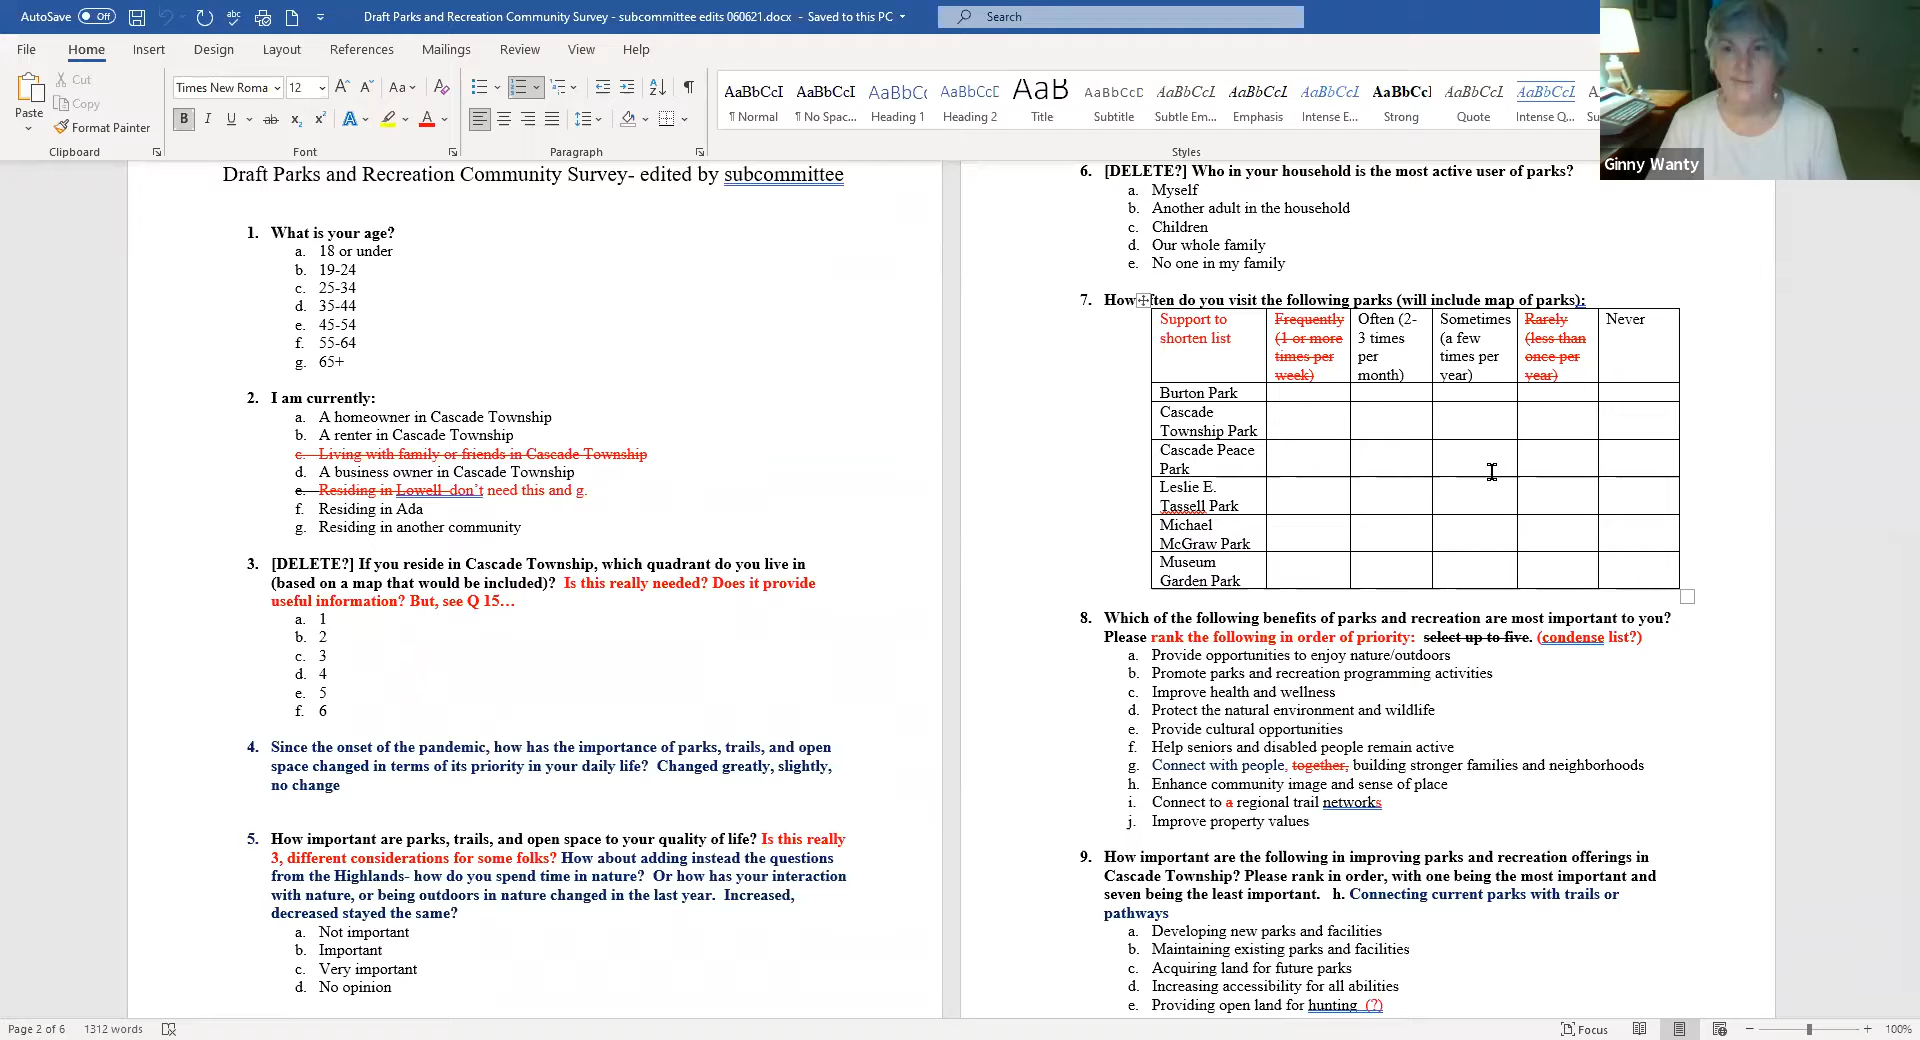 AutoSave Off
Draft Parks and Recreation Community Survey - subcommittee edits 060621.docx - Saved to this PC
Search
File Home Insert Design Layout References Mailings Review View Help
Paste
Cut
Copy
Format Painter
Clipboard
Times New Roma 12
Aa
B I U ab x₂ x² A A
Font
Paragraph
AaBbCcI AaBbCcI AaBbCc AaBbCcD AaB AaBbCcD AaBbCcL AaBbCcL AaBbCcL AaBbCcI AaBbCcL AaBbCcL
¶ Normal ¶ No Spac... Heading 1 Heading 2 Title Subtitle Subtle Em... Emphasis Intense E... Strong Quote Intense Q...
Styles
Ginny Wanty
Draft Parks and Recreation Community Survey- edited by subcommittee
1. What is your age?
a. 18 or under
b. 19-24
c. 25-34
d. 35-44
e. 45-54
f. 55-64
g. 65+
2. I am currently:
a. A homeowner in Cascade Township
b. A renter in Cascade Township
c. Living with family or friends in Cascade Township
d. A business owner in Cascade Township
e. Residing in Lowell don't need this and g.
f. Residing in Ada
g. Residing in another community
3. [DELETE?] If you reside in Cascade Township, which quadrant do you live in
(based on a map that would be included)? Is this really needed? Does it provide
useful information? But, see Q 15…
a. 1
b. 2
c. 3
d. 4
e. 5
f. 6
4. Since the onset of the pandemic, how has the importance of parks, trails, and open
space changed in terms of its priority in your daily life? Changed greatly, slightly,
no change
5. How important are parks, trails, and open space to your quality of life? Is this really
3, different considerations for some folks? How about adding instead the questions
from the Highlands- how do you spend time in nature? Or how has your interaction
with nature, or being outdoors in nature changed in the last year. Increased,
decreased stayed the same?
a. Not important
b. Important
c. Very important
d. No opinion
6. [DELETE?] Who in your household is the most active user of parks?
a. Myself
b. Another adult in the household
c. Children
d. Our whole family
e. No one in my family
7. How ften do you visit the following parks (will include map of parks):
Support to shorten list
Frequently (1 or more times per week)
Often (2-3 times per month)
Sometimes (a few times per year)
Rarely (less than once per year)
Never
Burton Park
Cascade
Township Park
Cascade Peace
Park
Leslie E.
Tassell Park
Michael
McGraw Park
Museum
Garden Park
8. Which of the following benefits of parks and recreation are most important to you?
Please rank the following in order of priority: select up to five. (condense list?)
a. Provide opportunities to enjoy nature/outdoors
b. Promote parks and recreation programming activities
c. Improve health and wellness
d. Protect the natural environment and wildlife
e. Provide cultural opportunities
f. Help seniors and disabled people remain active
g. Connect with people, together, building stronger families and neighborhoods
h. Enhance community image and sense of place
i. Connect to a regional trail networks
j. Improve property values
9. How important are the following in improving parks and recreation offerings in
Cascade Township? Please rank in order, with one being the most important and
seven being the least important. h. Connecting current parks with trails or
pathways
a. Developing new parks and facilities
b. Maintaining existing parks and facilities
c. Acquiring land for future parks
d. Increasing accessibility for all abilities
e. Providing open land for hunting (?)
Page 2 of 6 1312 words
Focus
100%